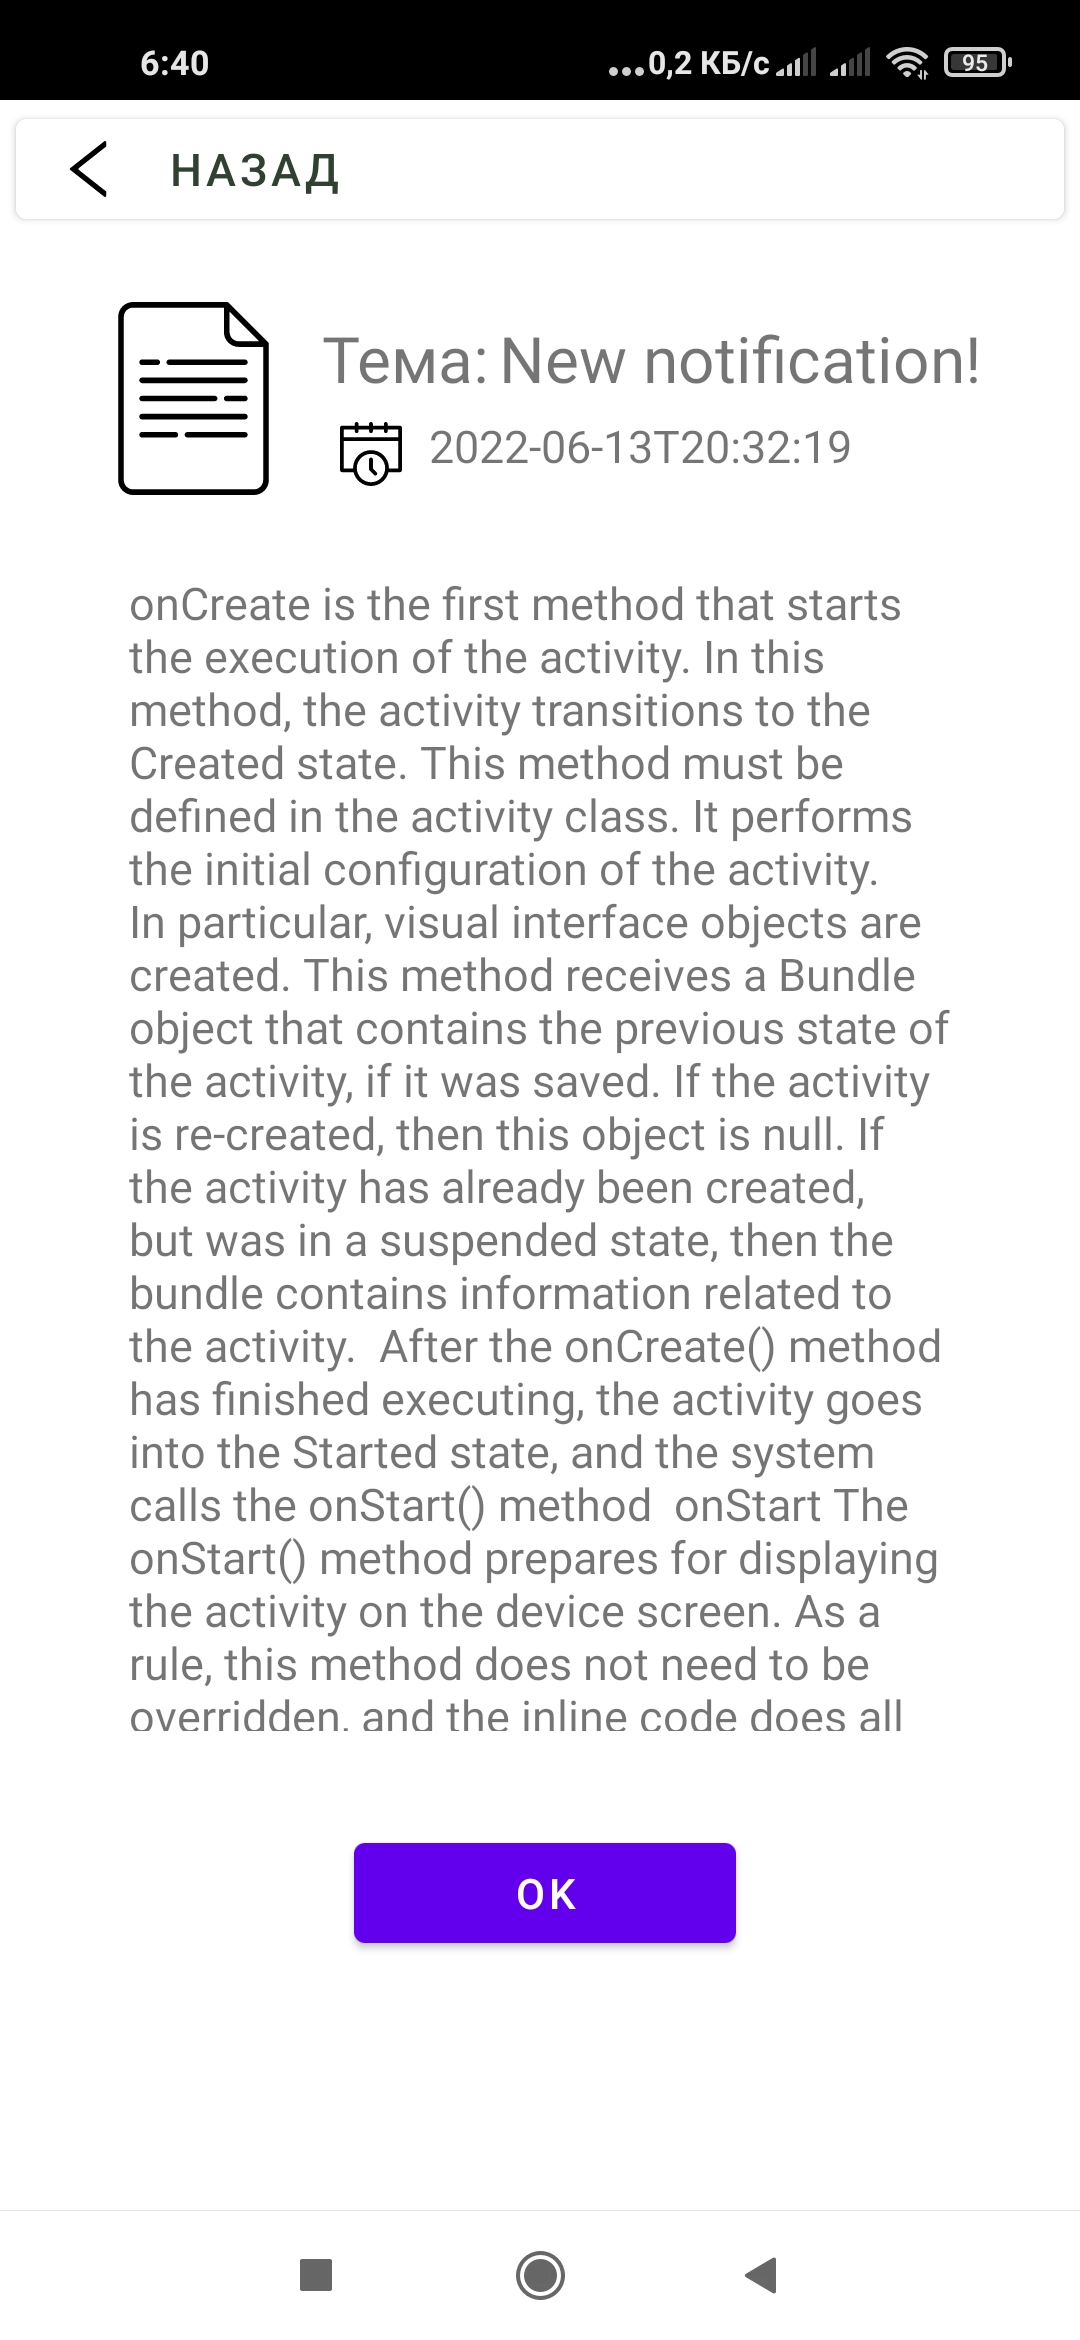 6:40
...0,2 КБ/с
95
НАЗАД
Тема: New notification!
2022-06-13T20:32:19
onCreate is the first method that starts
the execution of the activity. In this
method, the activity transitions to the
Created state. This method must be
defined in the activity class. It performs
the initial configuration of the activity.
In particular, visual interface objects are
created. This method receives a Bundle
object that contains the previous state of
the activity, if it was saved. If the activity
is re-created, then this object is null. If
the activity has already been created,
but was in a suspended state, then the
bundle contains information related to
the activity.  After the onCreate() method
has finished executing, the activity goes
into the Started state, and the system
calls the onStart() method  onStart The
onStart() method prepares for displaying
the activity on the device screen. As a
rule, this method does not need to be
overridden, and the inline code does all
OK